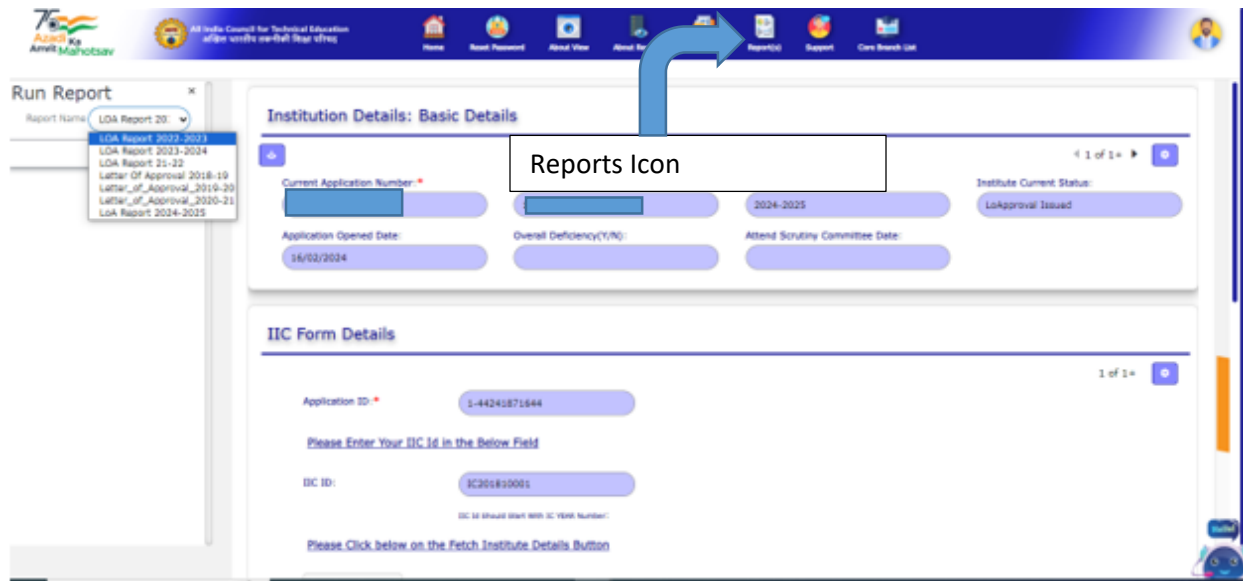 Azadi Ka
Amrit Mahotsav
All India Council for Technical Education
अखिल भारतीय तकनीकी शिक्षा परिषद
Home
Reset Password
About View
About
Report(s)
Support
Core Branch List
Run Report
×
Report Name
LOA Report 20
LOA Report 2022-2023
LOA Report 2023-2024
LOA Report 21-22
Letter Of Approval 2018-19
Letter_of_Approval_2019-20
Letter_of_Approval_2020-21
LoA Report 2024-2025
Institution Details: Basic Details
Reports Icon
1 of 1+
Current Application Number:*
Institute Current Status:
2024-2025
LoApproval Issued
Application Opened Date:
Overall Deficiency(Y/N):
Attend Scrutiny Committee Date:
16/02/2024
IIC Form Details
1 of 1+
Application ID:*
1-44241871644
Please Enter Your IIC Id in the Below Field
IIC ID:
IC201810001
IIC Id Should Start With IC YEAR Number:
Please Click below on the Fetch Institute Details Button